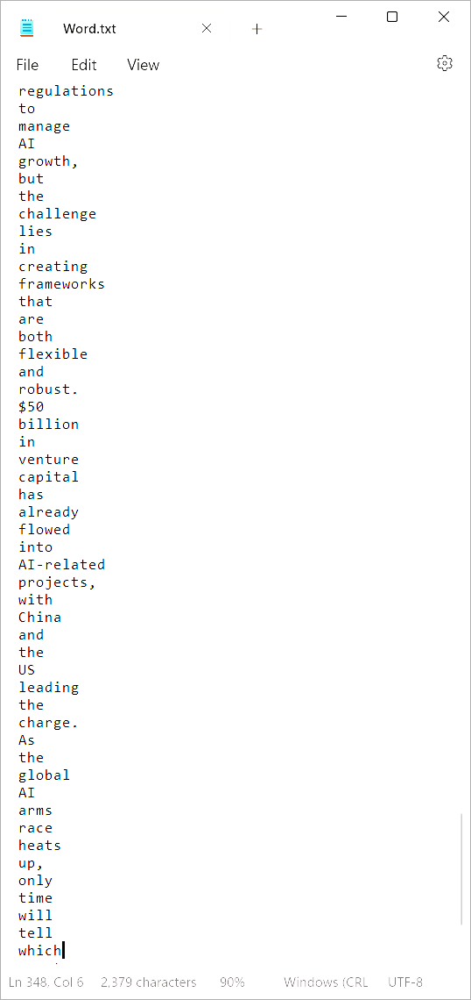 Word.txt
File Edit View
regulations
to
manage
AI
growth,
but
the
challenge
lies
in
creating
frameworks
that
are
both
flexible
and
robust.
$50
billion
in
venture
capital
has
already
flowed
into
AI-related
projects,
with
China
and
the
US
leading
the
charge.
As
the
global
AI
arms
race
heats
up,
only
time
will
tell
which
Ln 348, Col 6 2,379 characters 90% Windows (CRL UTF-8